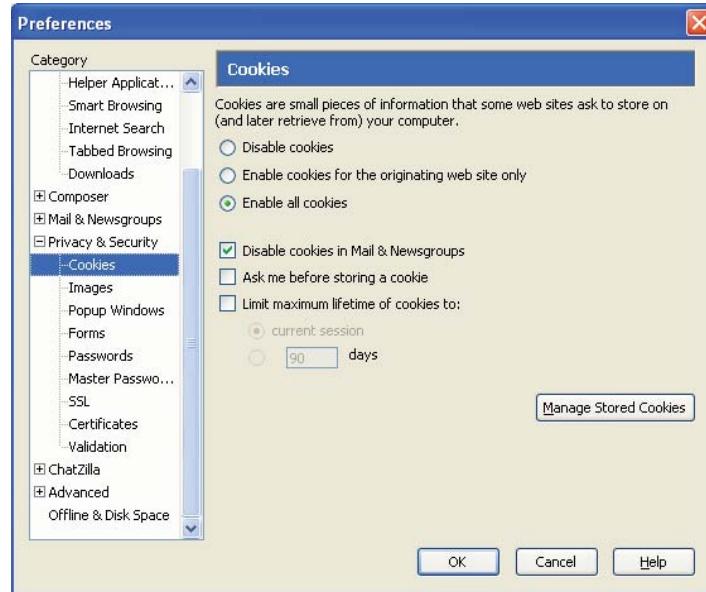 Preferences
Category
Helper Applicat...
Smart Browsing
Internet Search
Tabbed Browsing
Downloads
Composer
Mail & Newsgroups
Privacy & Security
Cookies
Images
Popup Windows
Forms
Passwords
Master Passwo...
SSL
Certificates
Validation
ChatZilla
Advanced
Offline & Disk Space
Cookies
Cookies are small pieces of information that some web sites ask to store on
(and later retrieve from) your computer.
Disable cookies
Enable cookies for the originating web site only
Enable all cookies
Disable cookies in Mail & Newsgroups
Ask me before storing a cookie
Limit maximum lifetime of cookies to:
current session
90 days
Manage Stored Cookies
OK Cancel Help